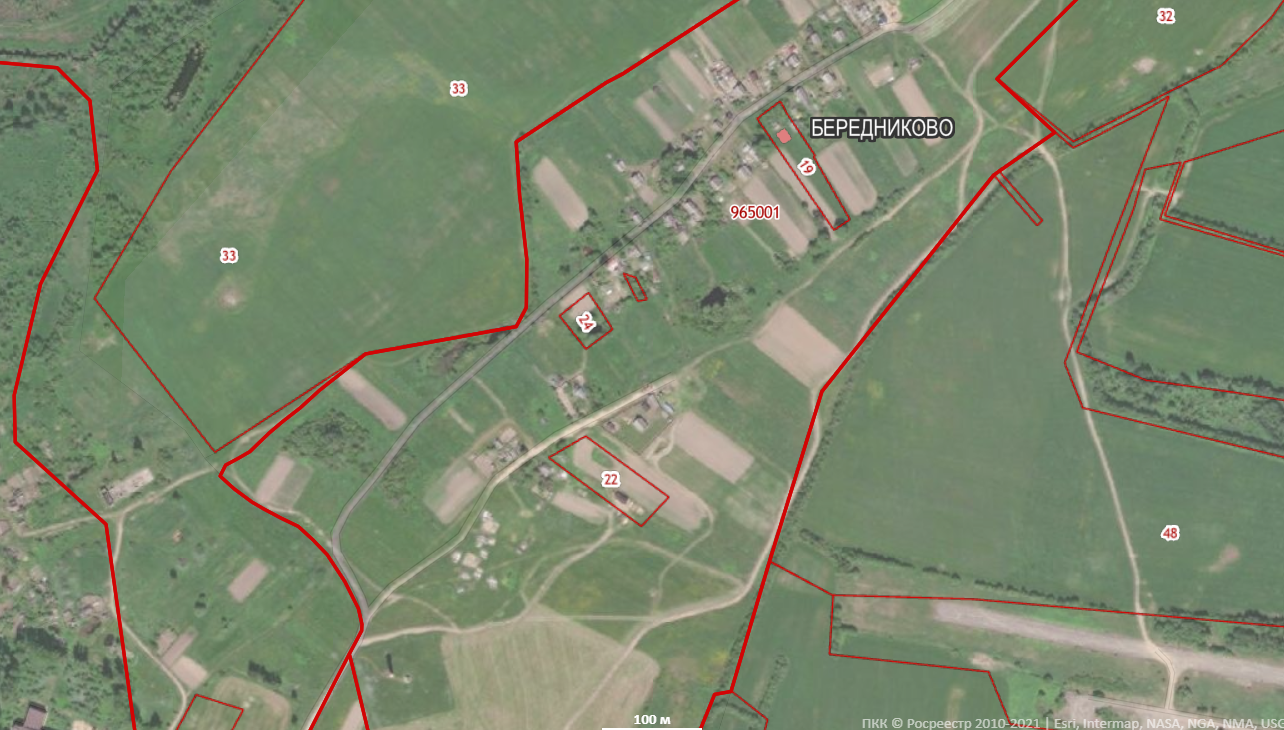 32
33
БЕРЕДНИКОВО
19
965001
33
24
22
48
100 м
ПКК © Росреестр 2010-2021 | Esri, Intermap, NASA, NGA, NMA, USG